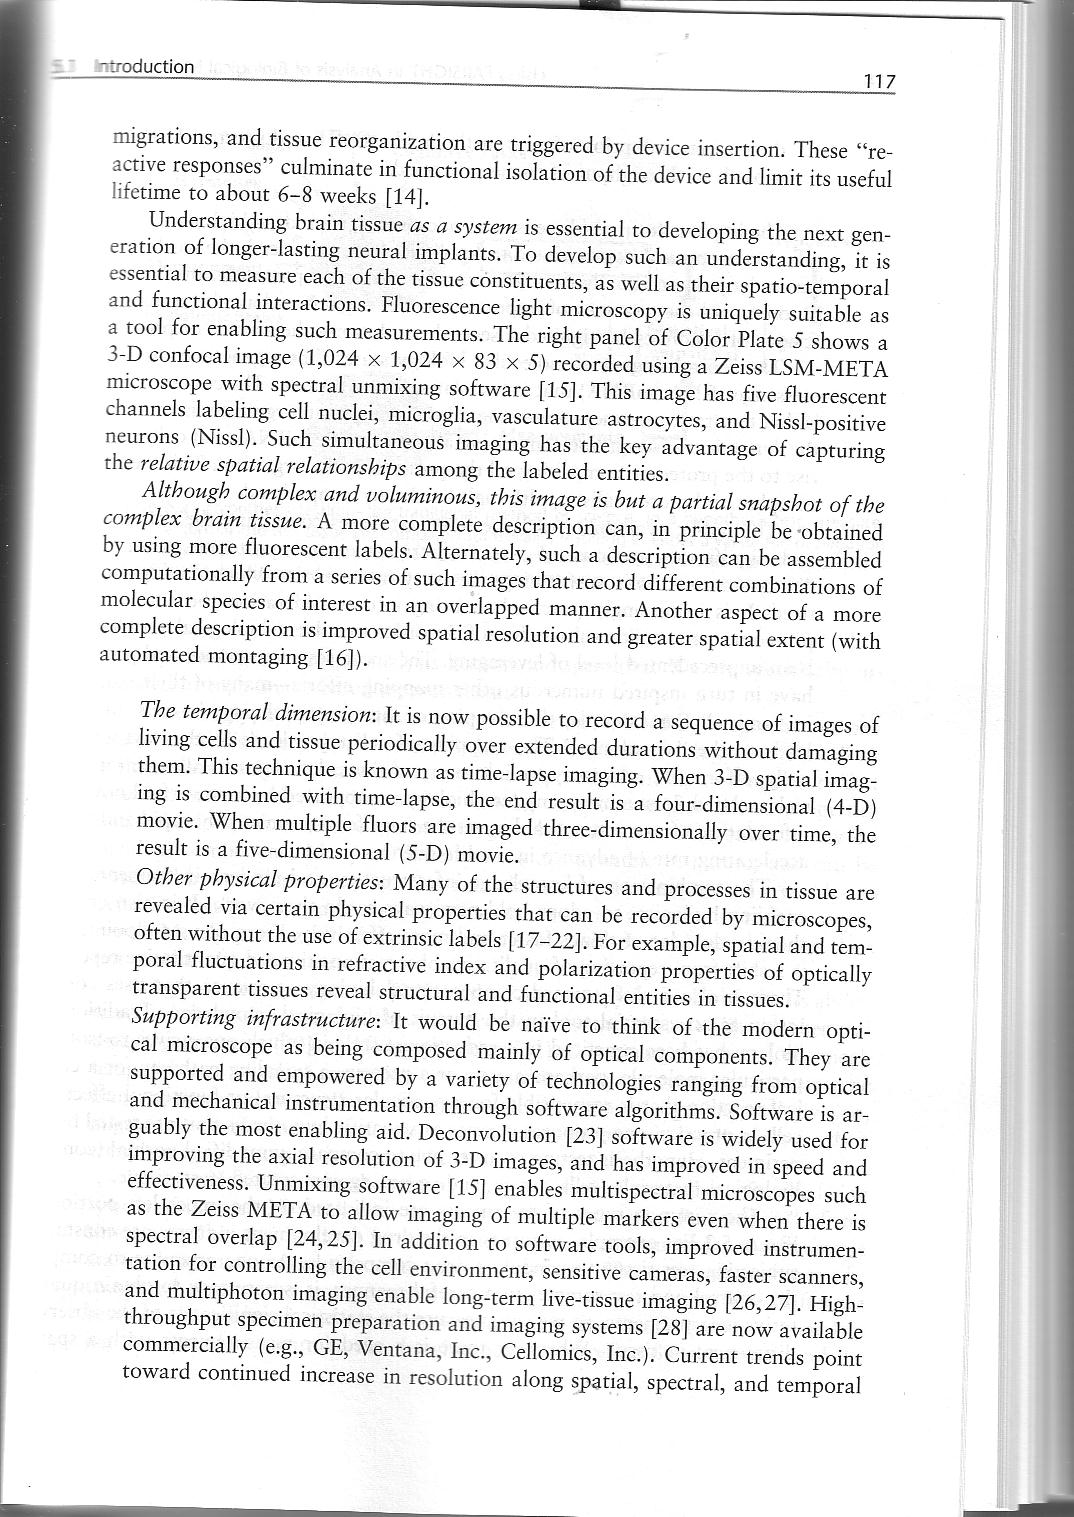 5.1 Introduction
117
migrations, and tissue reorganization are triggered by device insertion. These “re-
active responses” culminate in functional isolation of the device and limit its useful
lifetime to about 6–8 weeks [14].
Understanding brain tissue as a system is essential to developing the next gen-
eration of longer-lasting neural implants. To develop such an understanding, it is
essential to measure each of the tissue constituents, as well as their spatio-temporal
and functional interactions. Fluorescence light microscopy is uniquely suitable as
a tool for enabling such measurements. The right panel of Color Plate 5 shows a
3-D confocal image (1,024 × 1,024 × 83 × 5) recorded using a Zeiss LSM-META
microscope with spectral unmixing software [15]. This image has five fluorescent
channels labeling cell nuclei, microglia, vasculature astrocytes, and Nissl-positive
neurons (Nissl). Such simultaneous imaging has the key advantage of capturing
the relative spatial relationships among the labeled entities.
Although complex and voluminous, this image is but a partial snapshot of the
complex brain tissue. A more complete description can, in principle be obtained
by using more fluorescent labels. Alternately, such a description can be assembled
computationally from a series of such images that record different combinations of
molecular species of interest in an overlapped manner. Another aspect of a more
complete description is improved spatial resolution and greater spatial extent (with
automated montaging [16]).
The temporal dimension: It is now possible to record a sequence of images of
living cells and tissue periodically over extended durations without damaging
them. This technique is known as time-lapse imaging. When 3-D spatial imag-
ing is combined with time-lapse, the end result is a four-dimensional (4-D)
movie. When multiple fluors are imaged three-dimensionally over time, the
result is a five-dimensional (5-D) movie.
Other physical properties: Many of the structures and processes in tissue are
revealed via certain physical properties that can be recorded by microscopes,
often without the use of extrinsic labels [17–22]. For example, spatial and tem-
poral fluctuations in refractive index and polarization properties of optically
transparent tissues reveal structural and functional entities in tissues.
Supporting infrastructure: It would be naïve to think of the modern opti-
cal microscope as being composed mainly of optical components. They are
supported and empowered by a variety of technologies ranging from optical
and mechanical instrumentation through software algorithms. Software is ar-
guably the most enabling aid. Deconvolution [23] software is widely used for
improving the axial resolution of 3-D images, and has improved in speed and
effectiveness. Unmixing software [15] enables multispectral microscopes such
as the Zeiss META to allow imaging of multiple markers even when there is
spectral overlap [24,25]. In addition to software tools, improved instrumen-
tation for controlling the cell environment, sensitive cameras, faster scanners,
and multiphoton imaging enable long-term live-tissue imaging [26,27]. High-
throughput specimen preparation and imaging systems [28] are now available
commercially (e.g., GE, Ventana, Inc., Cellomics, Inc.). Current trends point
toward continued increase in resolution along spatial, spectral, and temporal